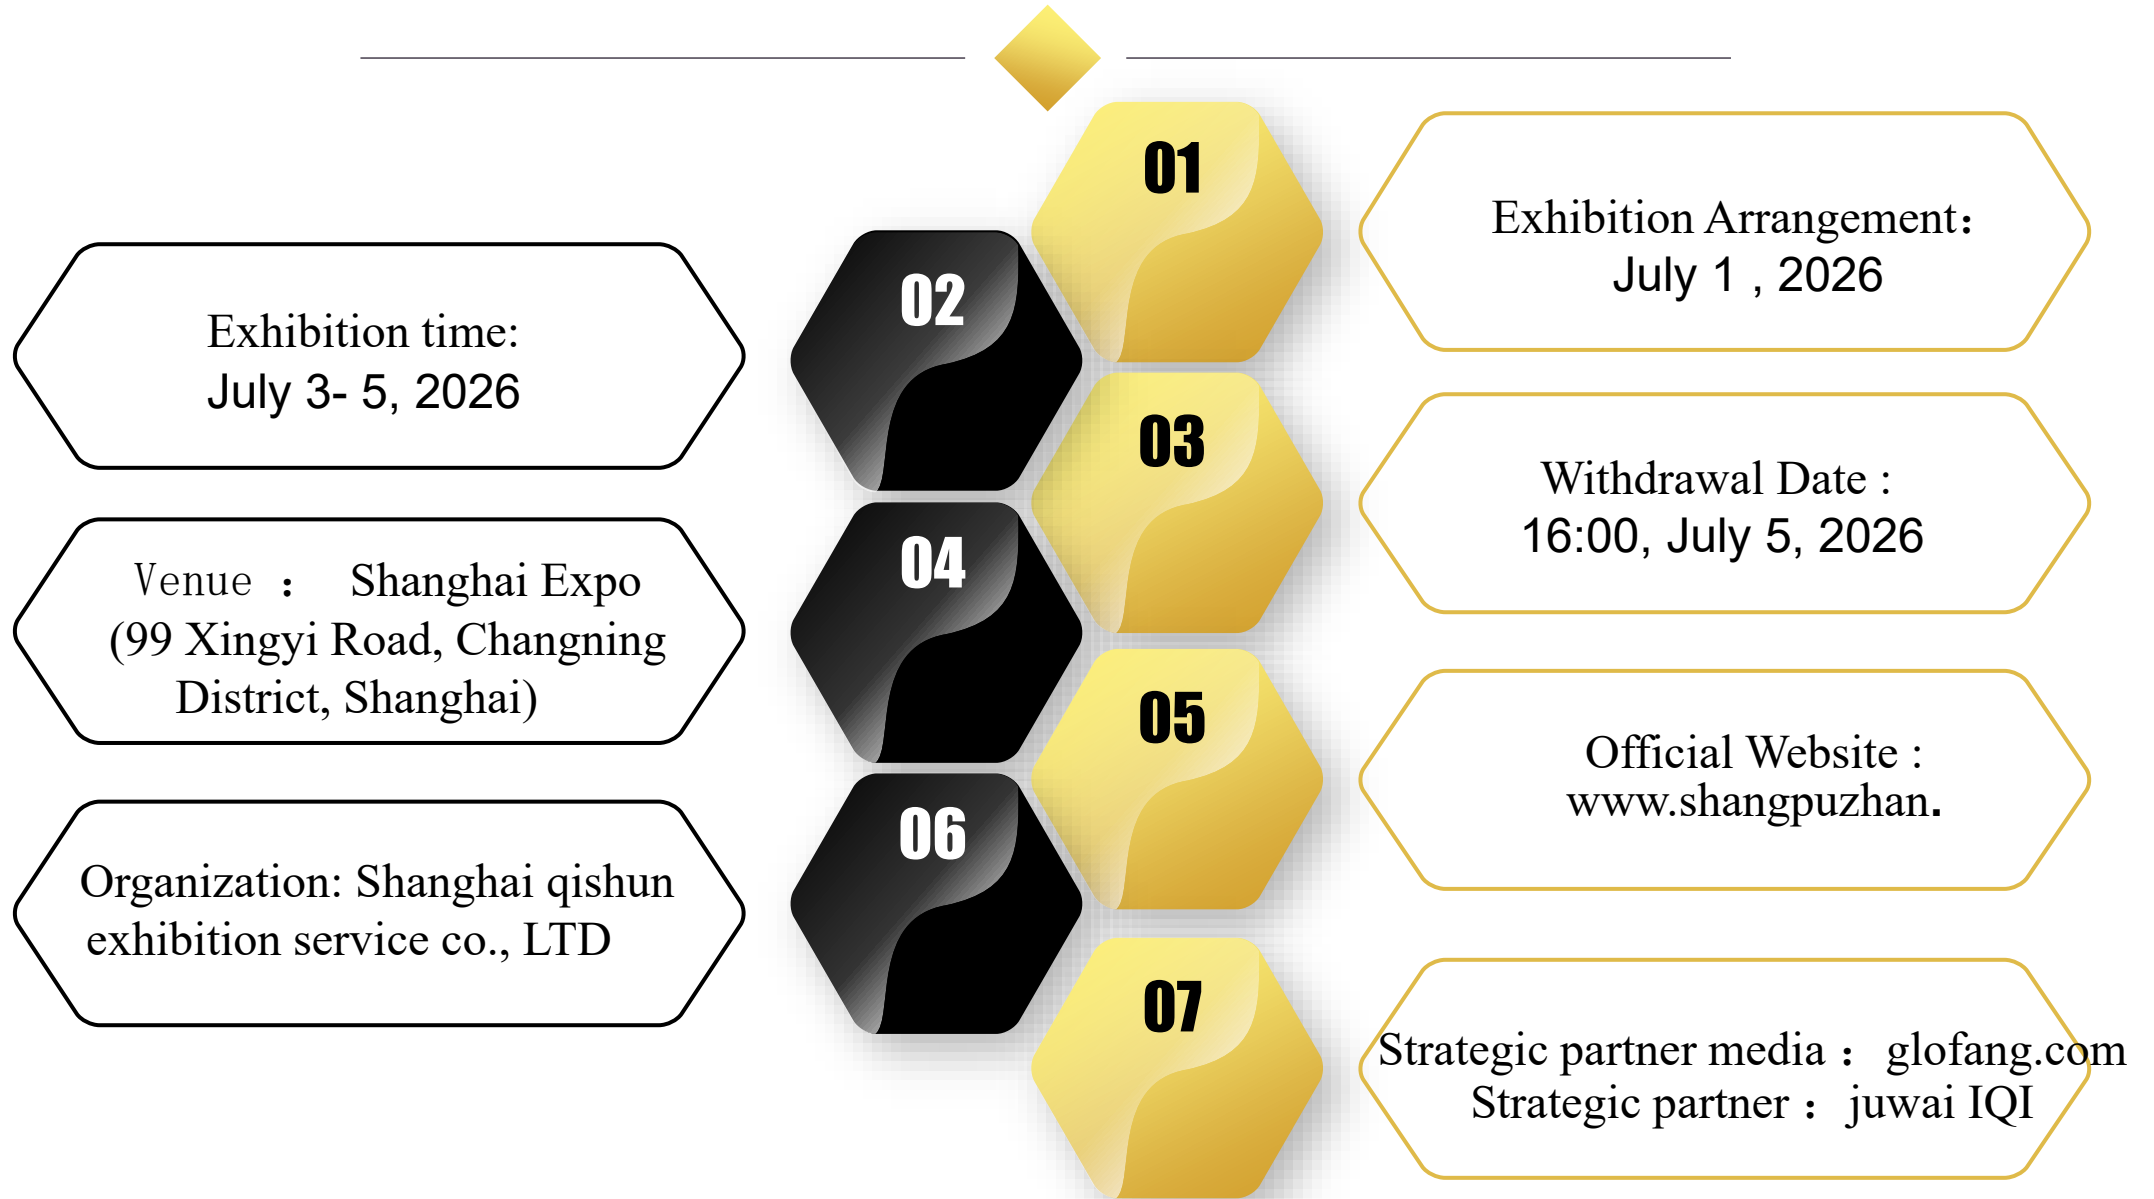 01
Exhibition Arrangement：
July 1 , 2026
02
Exhibition time:
July 3- 5, 2026
03
Withdrawal Date :
16:00, July 5, 2026
04
Venue ： Shanghai Expo
(99 Xingyi Road, Changning
District, Shanghai)
05
Official Website :
www.shangpuzhan.
06
Organization: Shanghai qishun
exhibition service co., LTD
07
Strategic partner media ： glofang.com
Strategic partner ： juwai IQI